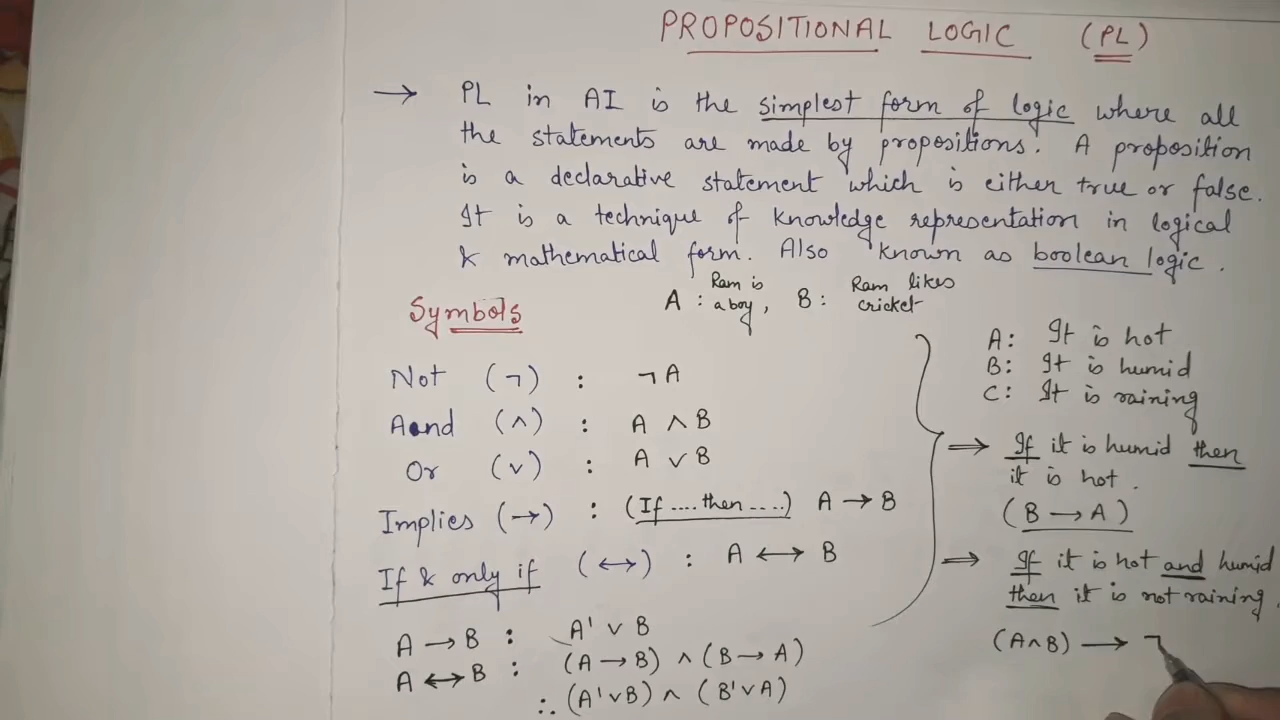 PROPOSITIONAL LOGIC (PL)
→ PL in AI is the simplest form of logic where all
the statements are made by propositions. A proposition
is a declarative statement which is either true or false.
It is a technique of knowledge representation in logical
& mathematical form. Also known as boolean logic.
A : Ram is a boy, B : Ram likes cricket
Symbols
Not (¬) : ¬A
And (∧) : A ∧ B
Or (∨) : A ∨ B
Implies (→) : (If ....then ....) A → B
If & only if (↔) : A ↔ B
A → B : A' ∨ B
A ↔ B : (A → B) ∧ (B → A)
∴ (A' ∨ B) ∧ (B' ∨ A)
A: It is hot
B: It is humid
C: It is raining
⇒ If it is humid then
it is hot.
(B → A)
⇒ If it is hot and humid
then it is not raining.
(A ∧ B) → ¬